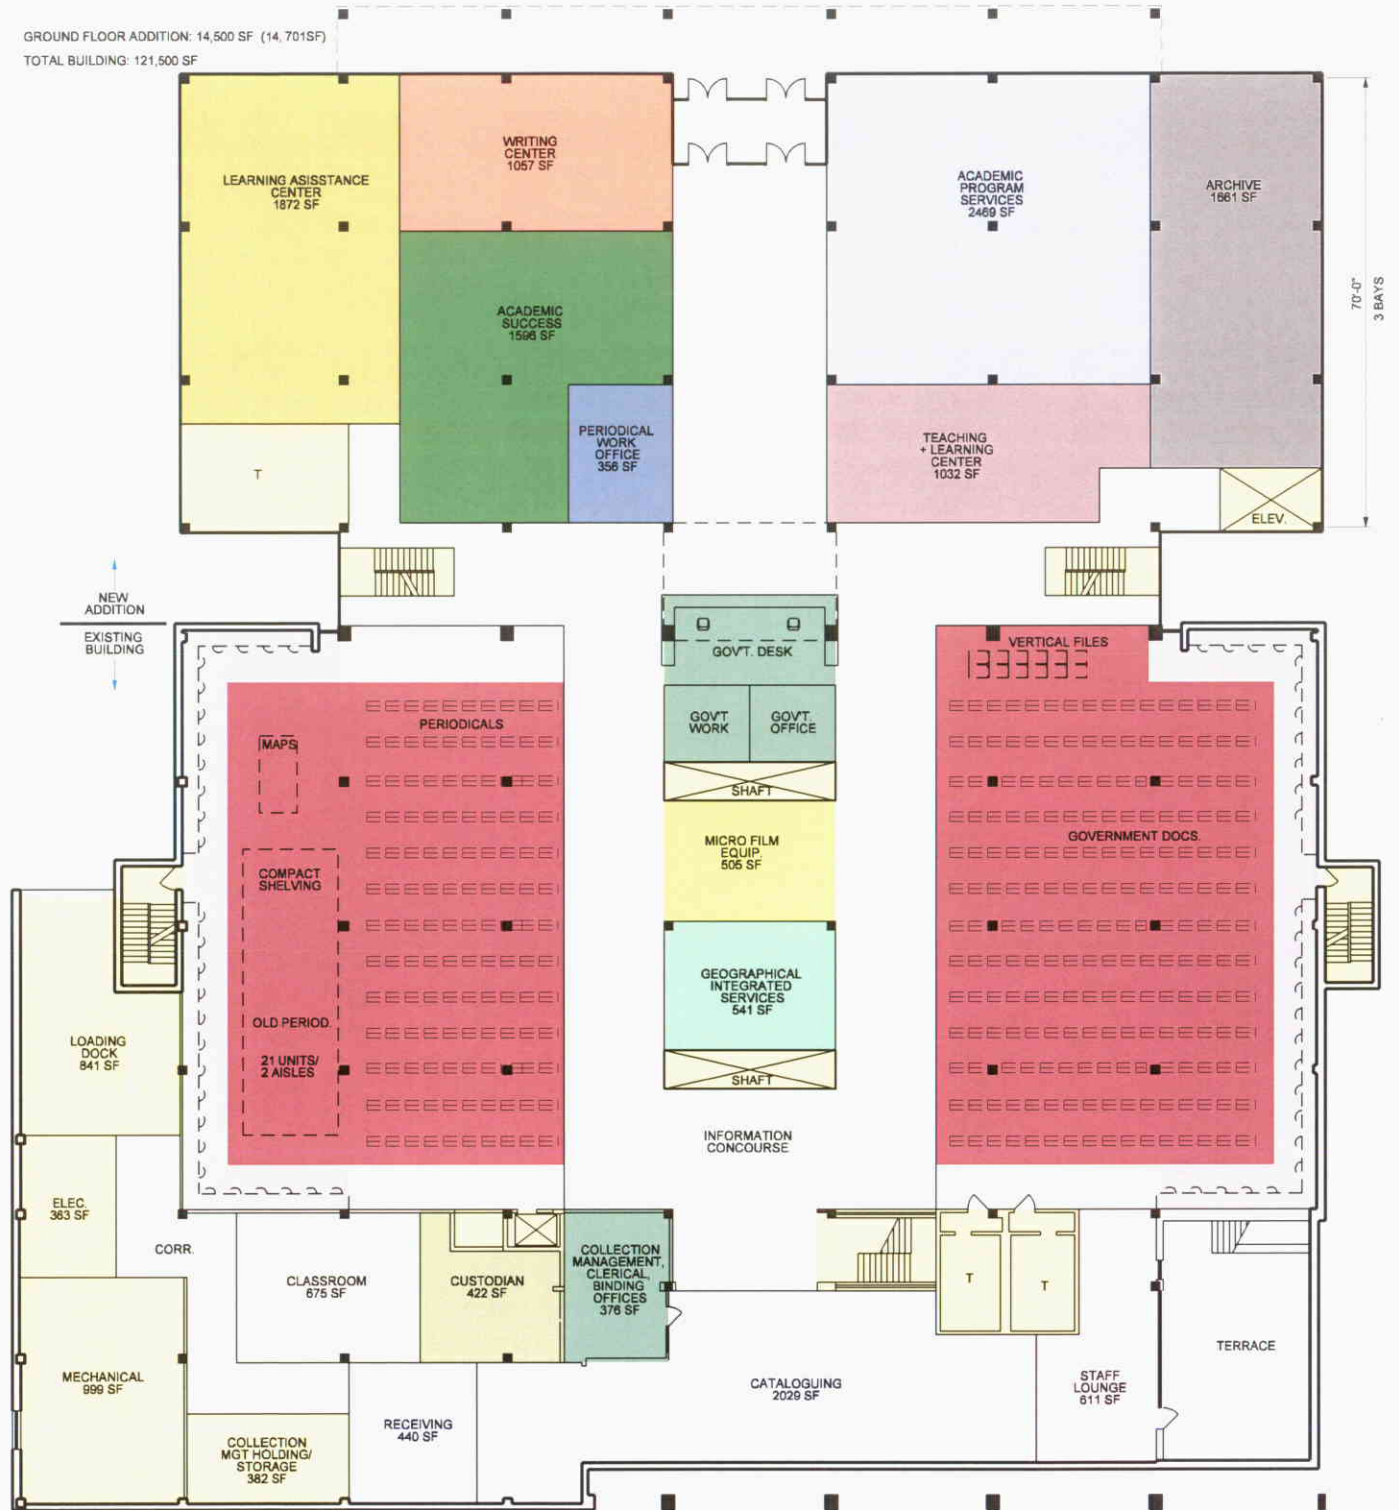 GROUND FLOOR ADDITION: 14,500 SF (14, 701SF)
TOTAL BUILDING: 121,500 SF
LEARNING ASISSTANCE
CENTER
1872 SF
WRITING
CENTER
1057 SF
ACADEMIC
PROGRAM
SERVICES
2469 SF
ARCHIVE
1561 SF
70'-0"
3 BAYS
ACADEMIC
SUCCESS
1596 SF
PERIODICAL
WORK
OFFICE
356 SF
TEACHING
+ LEARNING
CENTER
1032 SF
T
ELEV.
NEW
ADDITION
EXISTING
BUILDING
GOV'T. DESK
VERTICAL FILES
PERIODICALS
GOV'T
WORK
GOV'T.
OFFICE
MAPS
SHAFT
MICRO FILM
EQUIP.
505 SF
GOVERNMENT DOCS.
COMPACT
SHELVING
GEOGRAPHICAL
INTEGRATED
SERVICES
541 SF
OLD PERIOD.
21 UNITS/
2 AISLES
LOADING
DOCK
841 SF
SHAFT
INFORMATION
CONCOURSE
ELEC.
363 SF
CORR.
CLASSROOM
675 SF
CUSTODIAN
422 SF
COLLECTION
MANAGEMENT,
CLERICAL,
BINDING
OFFICES
376 SF
T
T
TERRACE
MECHANICAL
999 SF
CATALOGUING
2029 SF
STAFF
LOUNGE
611 SF
RECEIVING
440 SF
COLLECTION
MGT HOLDING/
STORAGE
382 SF